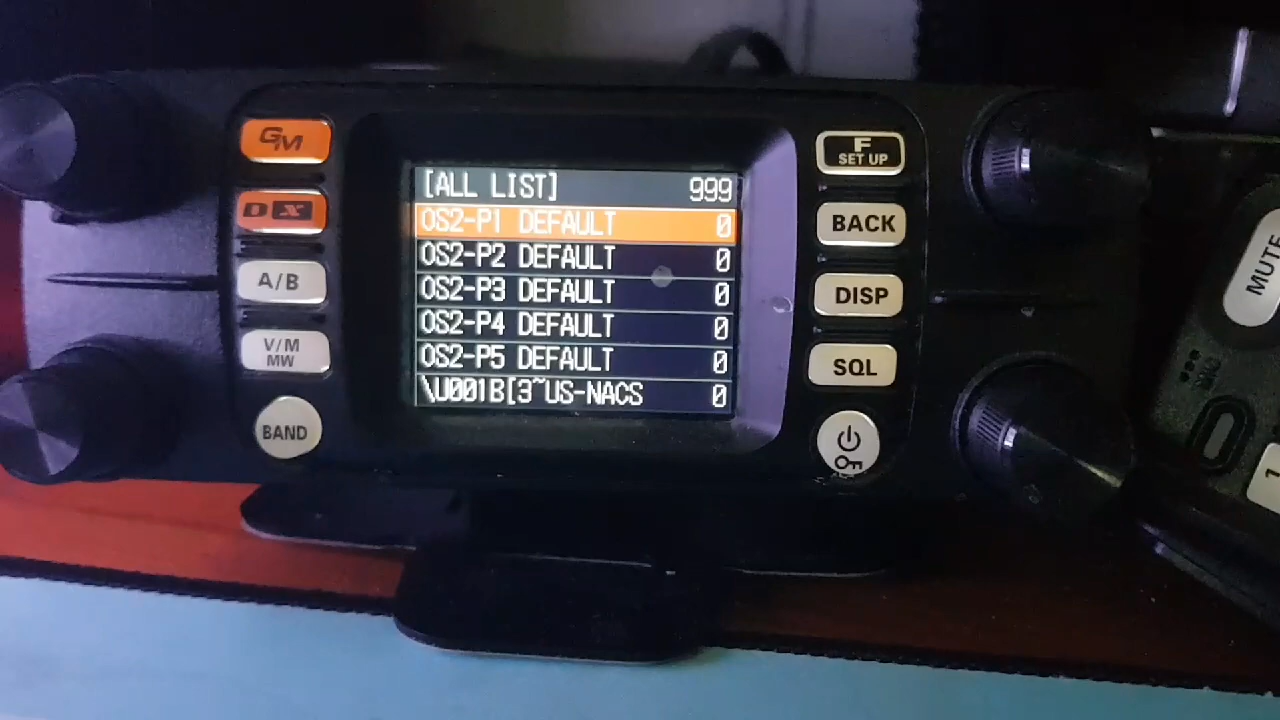 GM
DX
A/B
V/M
MW
BAND
[ALL LIST] 999
OS2-P1 DEFAULT 0
OS2-P2 DEFAULT 0
OS2-P3 DEFAULT 0
OS2-P4 DEFAULT 0
OS2-P5 DEFAULT 0
\U001B[3~US-NACS 0
F
SET UP
BACK
DISP
SQL
MUTE
1